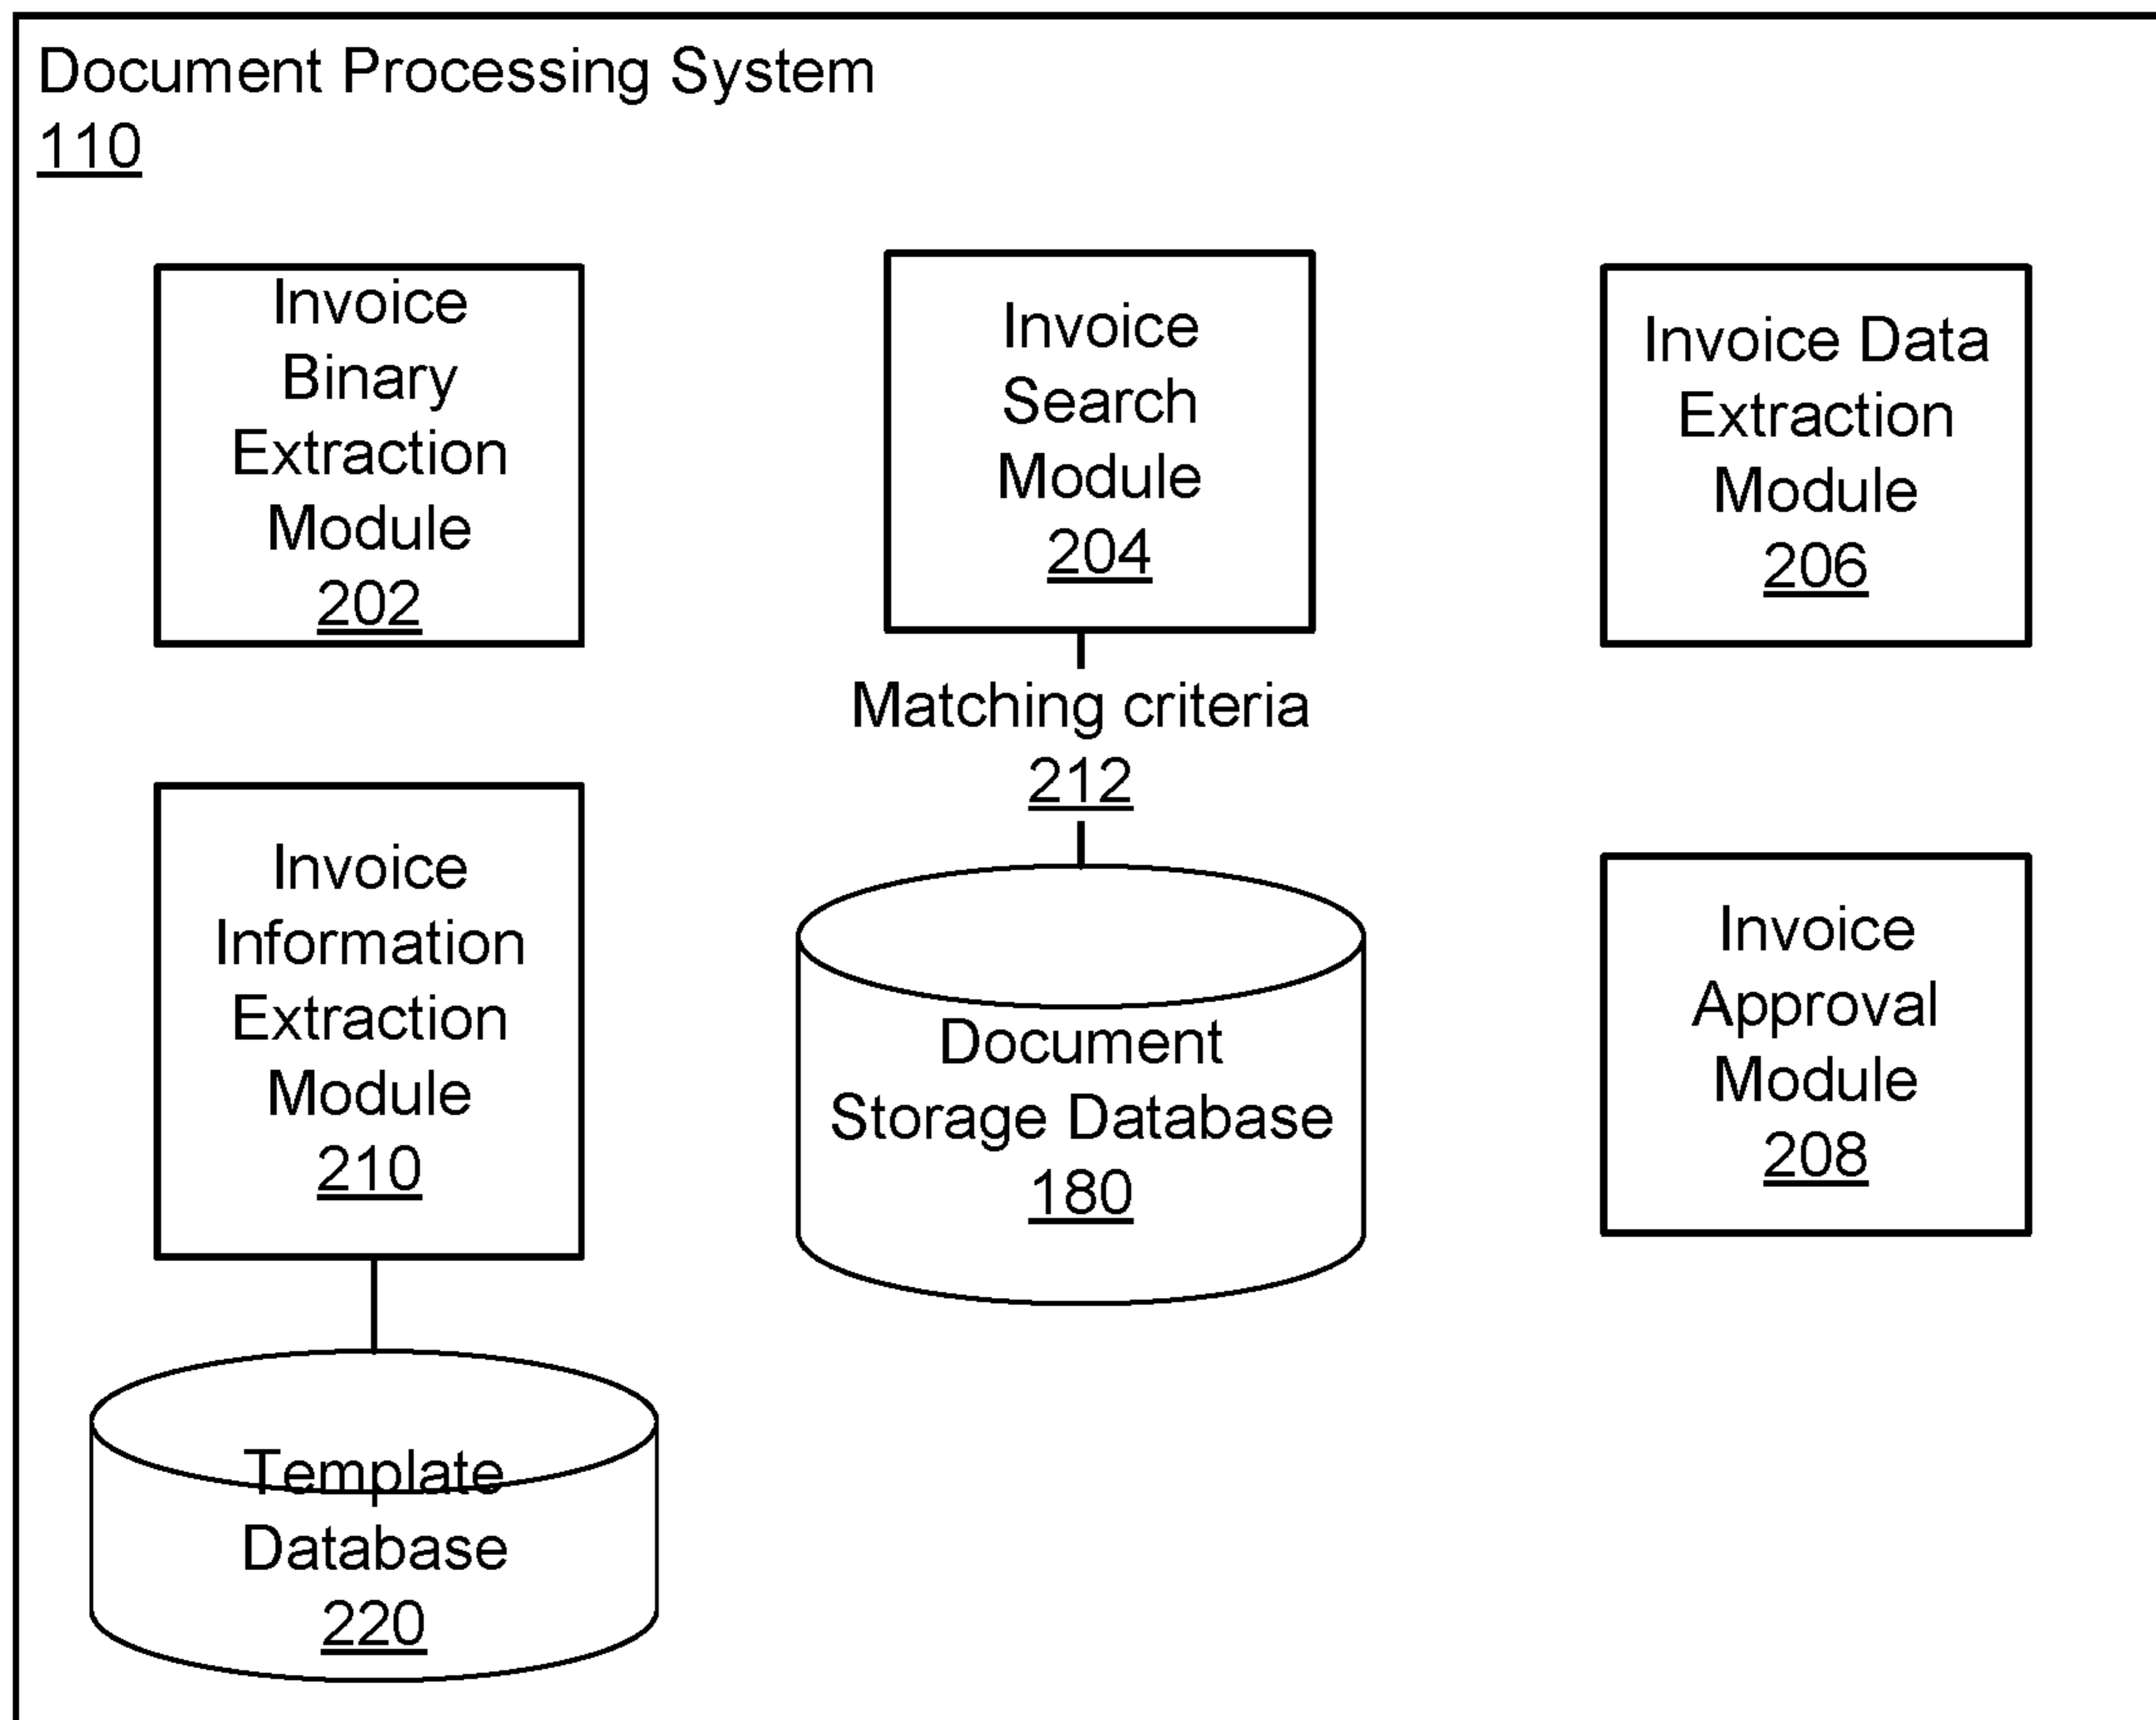 Document Processing System
110
Invoice
Binary
Extraction
Module
202
Invoice
Search
Module
204
Invoice Data
Extraction
Module
206
Matching criteria
212
Invoice
Information
Extraction
Module
210
Document
Storage Database
180
Invoice
Approval
Module
208
Template
Database
220